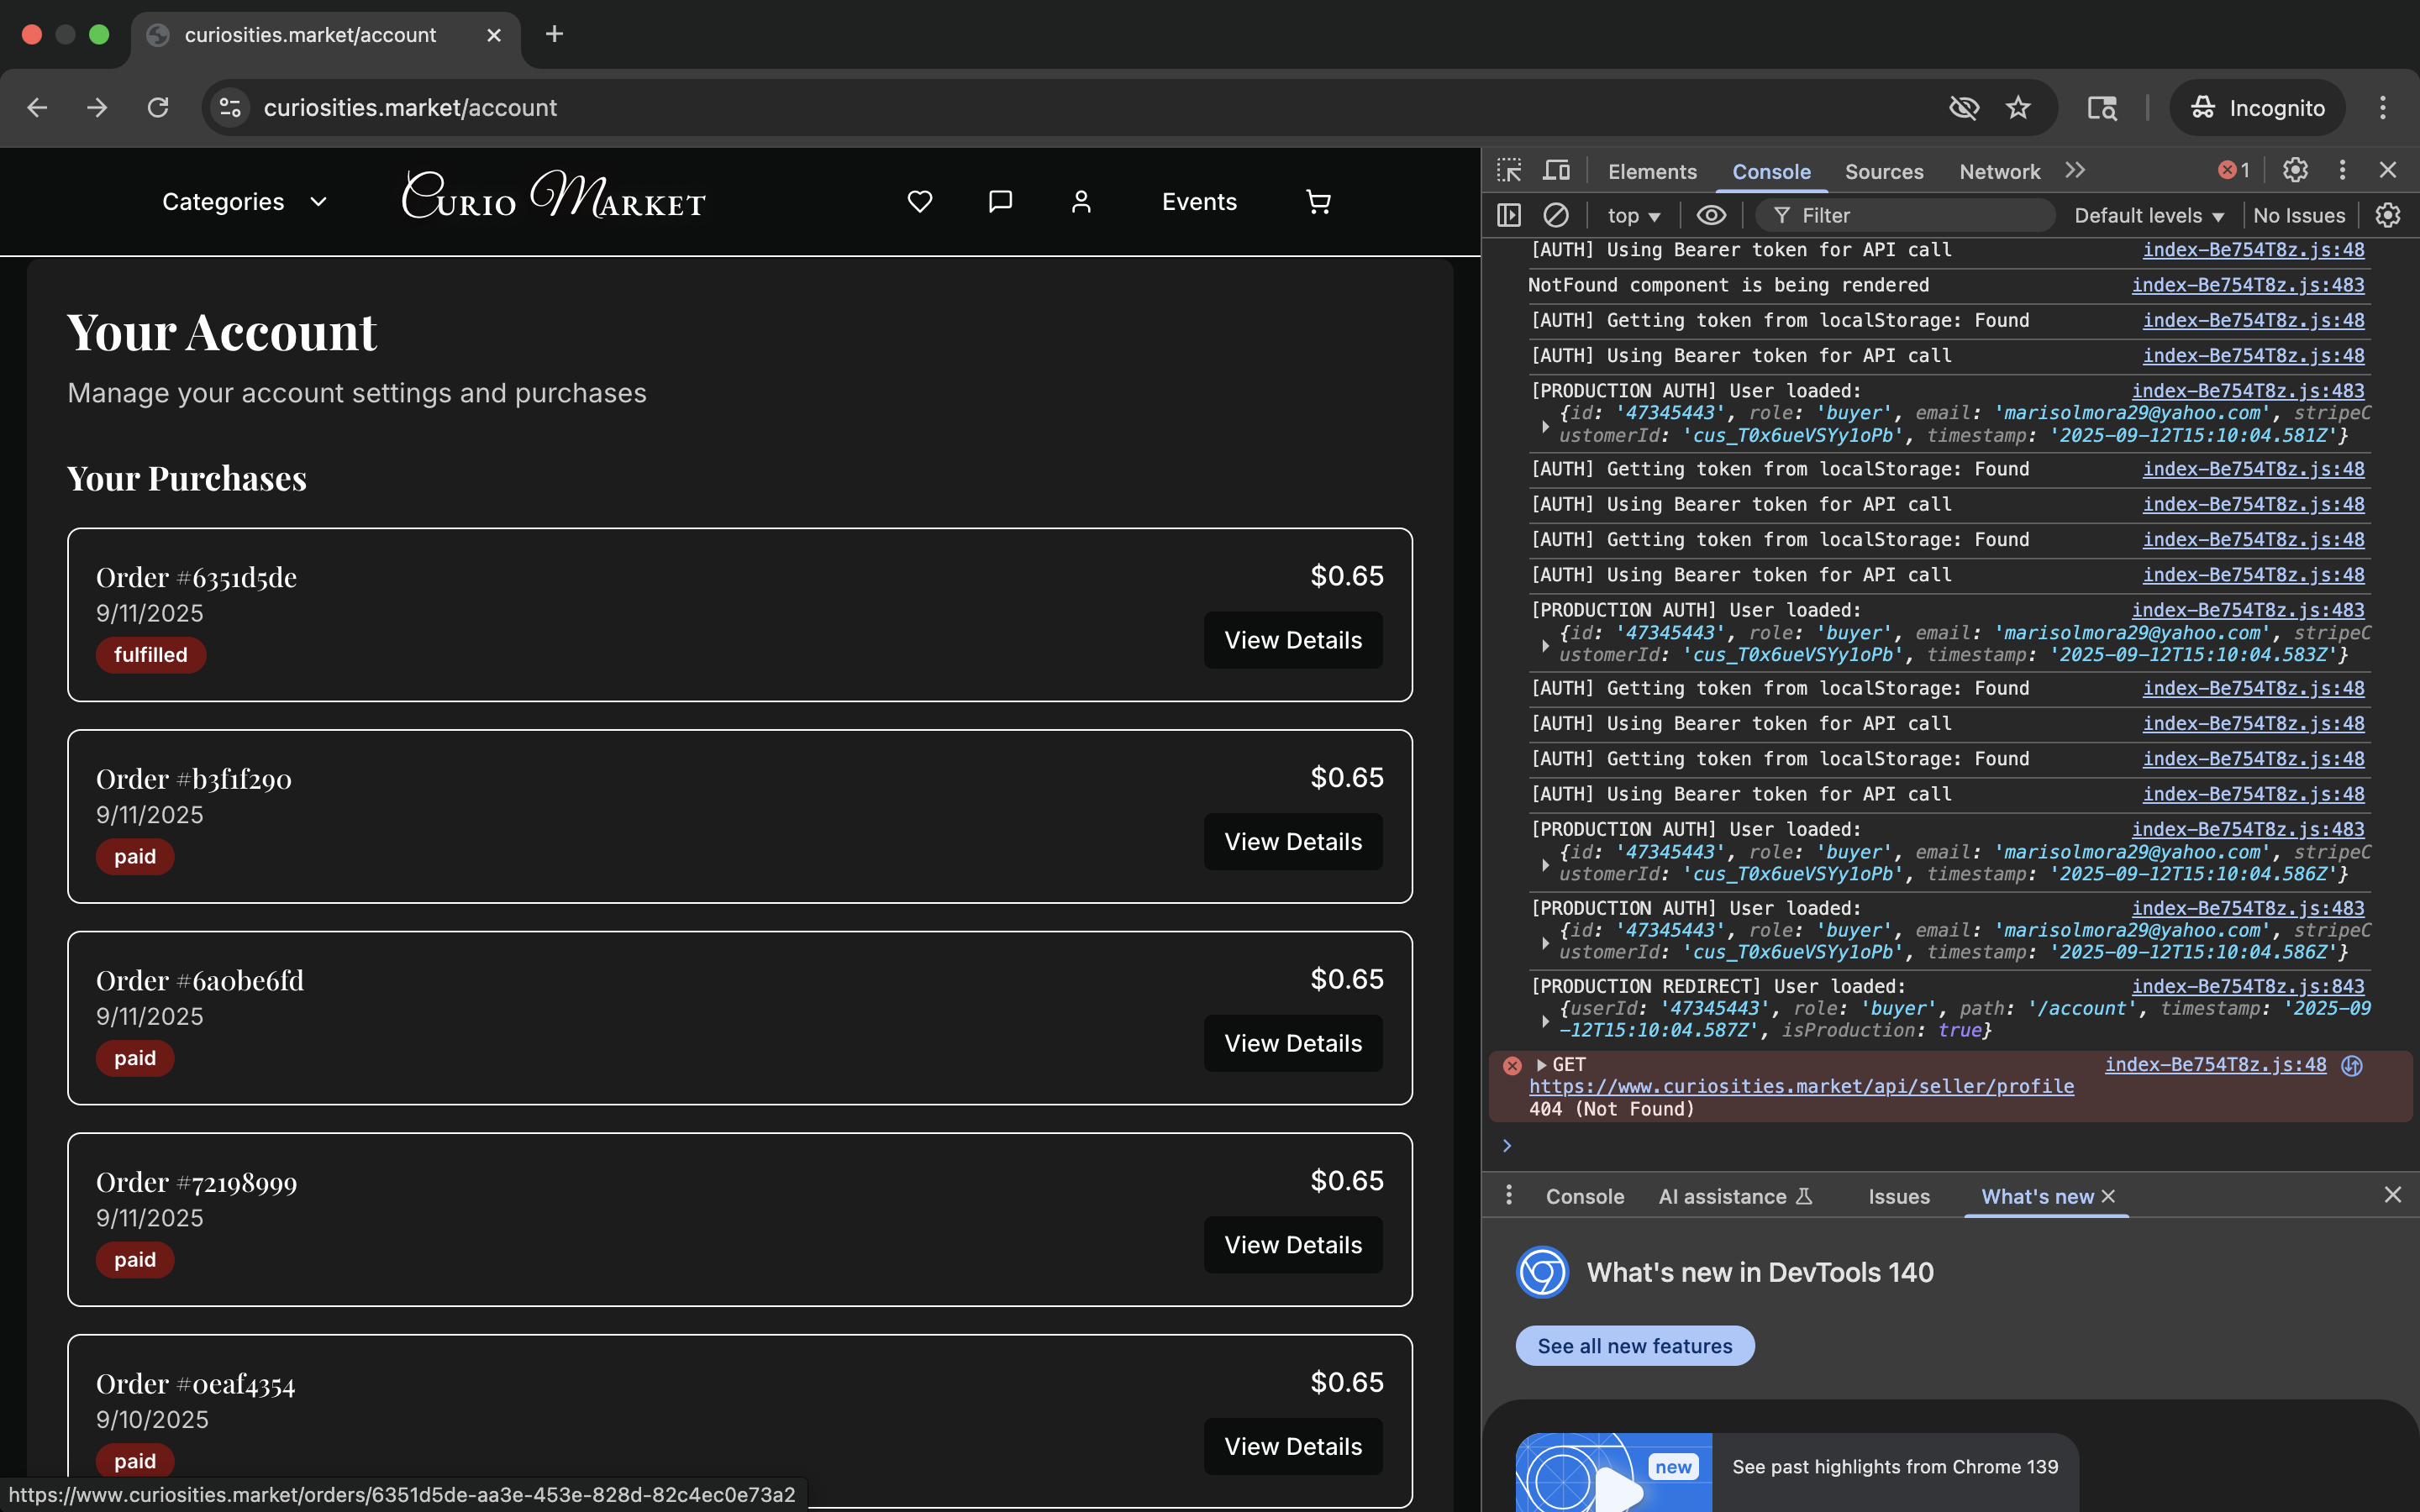 curiosities.market/account
curiosities.market/account
Incognito
Categories
Curio Market
Events
Your Account
Manage your account settings and purchases
Your Purchases
Order #6351d5de
$0.65
9/11/2025
View Details
fulfilled
Order #b3f1f290
$0.65
9/11/2025
View Details
paid
Order #6a0be6fd
$0.65
9/11/2025
View Details
paid
Order #72198999
$0.65
9/11/2025
View Details
paid
Order #0eaf4354
$0.65
9/10/2025
View Details
paid
https://www.curiosities.market/orders/6351d5de-aa3e-453e-828d-82c4ec0e73a2
Elements Console Sources Network 1
top Filter Default levels No Issues
[AUTH] Using Bearer token for API call index-Be754T8z.js:48
NotFound component is being rendered index-Be754T8z.js:483
[AUTH] Getting token from localStorage: Found index-Be754T8z.js:48
[AUTH] Using Bearer token for API call index-Be754T8z.js:48
[PRODUCTION AUTH] User loaded: index-Be754T8z.js:483
{id: '47345443', role: 'buyer', email: 'marisolmora29@yahoo.com', stripeC
ustomerId: 'cus_T0x6ueVSYy1oPb', timestamp: '2025-09-12T15:10:04.581Z'}
[AUTH] Getting token from localStorage: Found index-Be754T8z.js:48
[AUTH] Using Bearer token for API call index-Be754T8z.js:48
[AUTH] Getting token from localStorage: Found index-Be754T8z.js:48
[AUTH] Using Bearer token for API call index-Be754T8z.js:48
[PRODUCTION AUTH] User loaded: index-Be754T8z.js:483
{id: '47345443', role: 'buyer', email: 'marisolmora29@yahoo.com', stripeC
ustomerId: 'cus_T0x6ueVSYy1oPb', timestamp: '2025-09-12T15:10:04.583Z'}
[AUTH] Getting token from localStorage: Found index-Be754T8z.js:48
[AUTH] Using Bearer token for API call index-Be754T8z.js:48
[AUTH] Getting token from localStorage: Found index-Be754T8z.js:48
[AUTH] Using Bearer token for API call index-Be754T8z.js:48
[PRODUCTION AUTH] User loaded: index-Be754T8z.js:483
{id: '47345443', role: 'buyer', email: 'marisolmora29@yahoo.com', stripeC
ustomerId: 'cus_T0x6ueVSYy1oPb', timestamp: '2025-09-12T15:10:04.586Z'}
[PRODUCTION AUTH] User loaded: index-Be754T8z.js:483
{id: '47345443', role: 'buyer', email: 'marisolmora29@yahoo.com', stripeC
ustomerId: 'cus_T0x6ueVSYy1oPb', timestamp: '2025-09-12T15:10:04.586Z'}
[PRODUCTION REDIRECT] User loaded: index-Be754T8z.js:843
{userId: '47345443', role: 'buyer', path: '/account', timestamp: '2025-09
-12T15:10:04.587Z', isProduction: true}
GET index-Be754T8z.js:48
https://www.curiosities.market/api/seller/profile
404 (Not Found)
Console AI assistance Issues What's new
What's new in DevTools 140
See all new features
new
See past highlights from Chrome 139